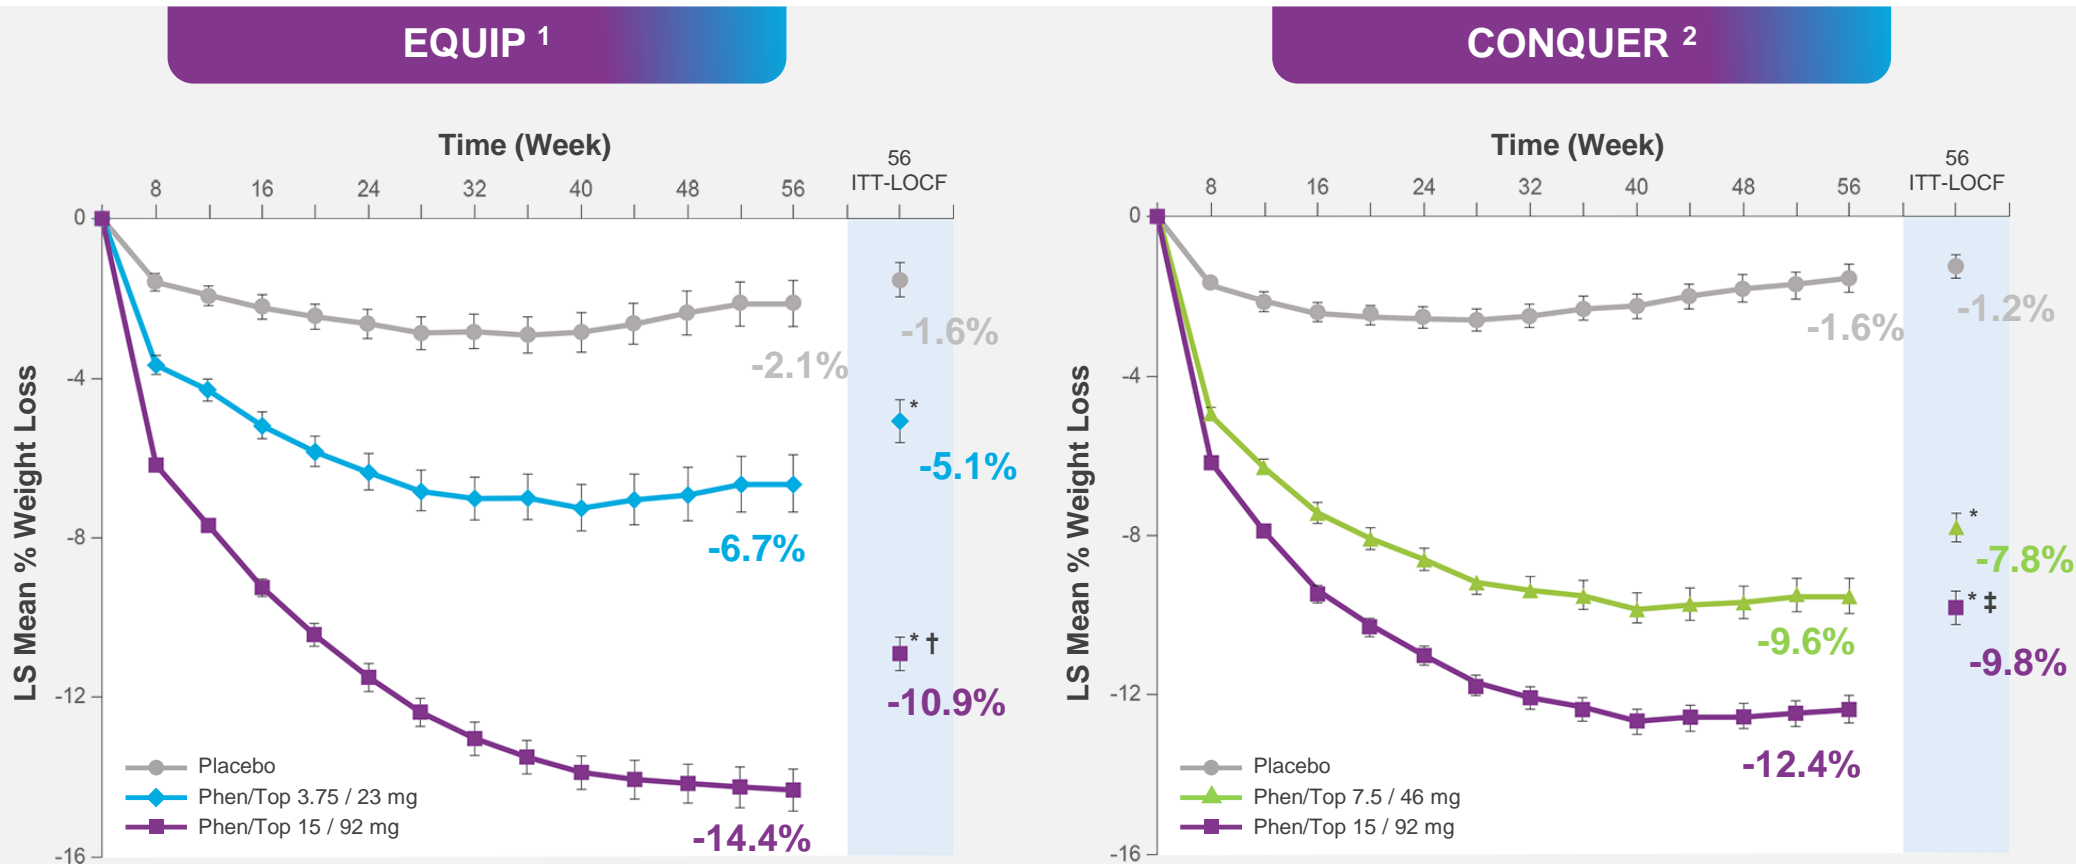 EQUIP 1
Time (Week)
56
ITT-LOCF
8 16 24 32 40 48 56
0
-4
-8
-12
-16
LS Mean % Weight Loss
-2.1%
-1.6%
*
-5.1%
-6.7%
* †
-10.9%
-14.4%
Placebo
Phen/Top 3.75 / 23 mg
Phen/Top 15 / 92 mg
CONQUER 2
Time (Week)
56
ITT-LOCF
8 16 24 32 40 48 56
0
-4
-8
-12
-16
LS Mean % Weight Loss
-1.6%
-1.2%
*
-7.8%
* ‡
-9.6%
-9.8%
-12.4%
Placebo
Phen/Top 7.5 / 46 mg
Phen/Top 15 / 92 mg